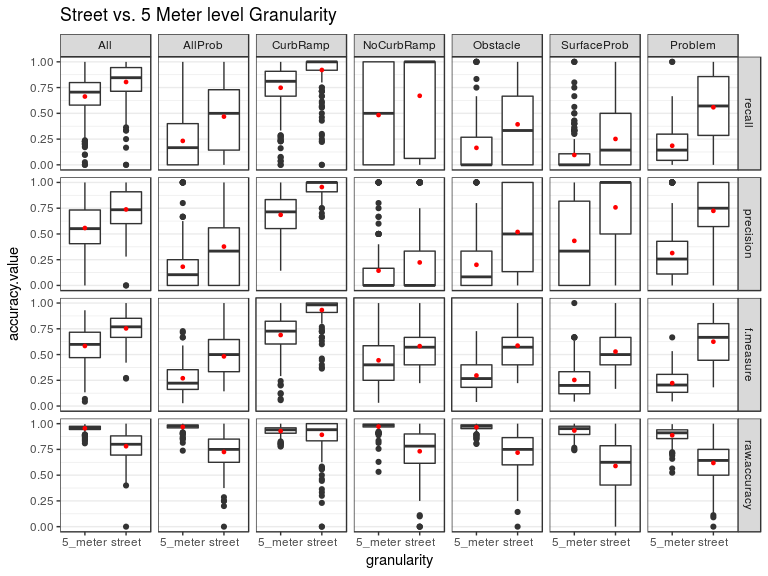 Street vs. 5 Meter level Granularity
All AllProb CurbRamp NoCurbRamp Obstacle SurfaceProb Problem
1.00
0.75
0.50
0.25
0.00
recall
1.00
0.75
0.50
0.25
0.00
precision
1.00
0.75
0.50
0.25
0.00
f.measure
1.00
0.75
0.50
0.25
0.00
raw.accuracy
accuracy.value
5_meter street 5_meter street 5_meter street 5_meter street 5_meter street 5_meter street 5_meter street
granularity